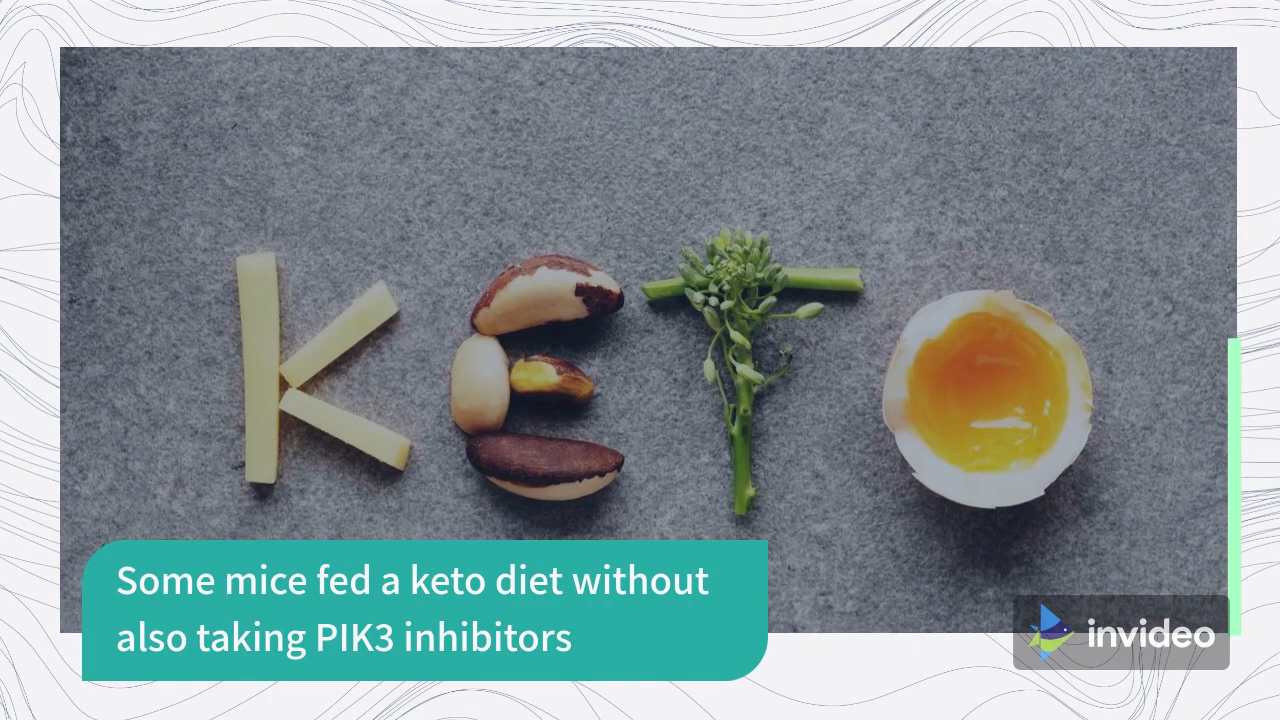 KETO
Some mice fed a keto diet without
also taking PIK3 inhibitors
invideo